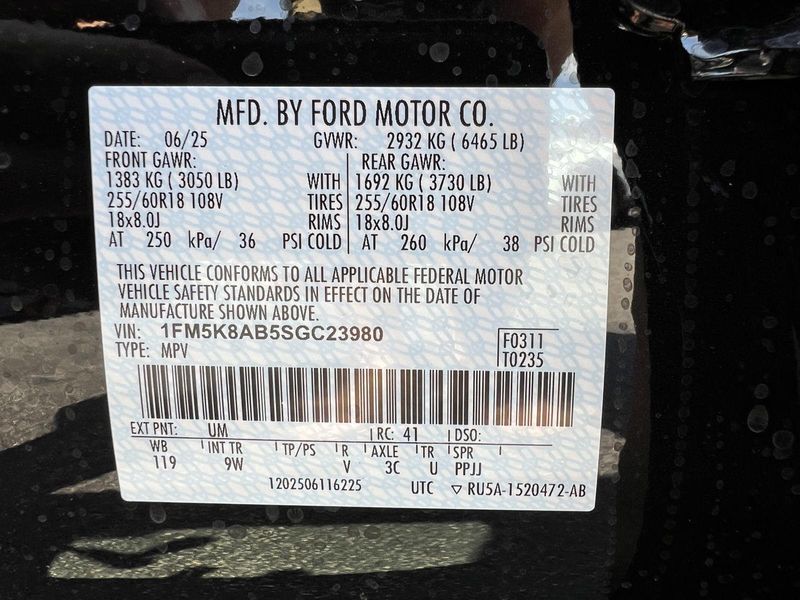 MFD. BY FORD MOTOR CO.
DATE: 06/25 GVWR: 2932 KG ( 6465 LB)
FRONT GAWR: REAR GAWR:
1383 KG ( 3050 LB) WITH 1692 KG ( 3730 LB) WITH
255/60R18 108V TIRES 255/60R18 108V TIRES
18x8.0J RIMS 18x8.0J RIMS
AT 250 kPa/ 36 PSI COLD AT 260 kPa/ 38 PSI COLD
THIS VEHICLE CONFORMS TO ALL APPLICABLE FEDERAL MOTOR
VEHICLE SAFETY STANDARDS IN EFFECT ON THE DATE OF
MANUFACTURE SHOWN ABOVE.
VIN: 1FM5K8AB5SGC23980
TYPE: MPV
F0311
T0235
EXT PNT: UM RC: 41 DSO:
WB INT TR TP/PS R AXLE TR SPR
119 9W V 3C U PPJJ
1202506116225 UTC ▽ RU5A-1520472-AB